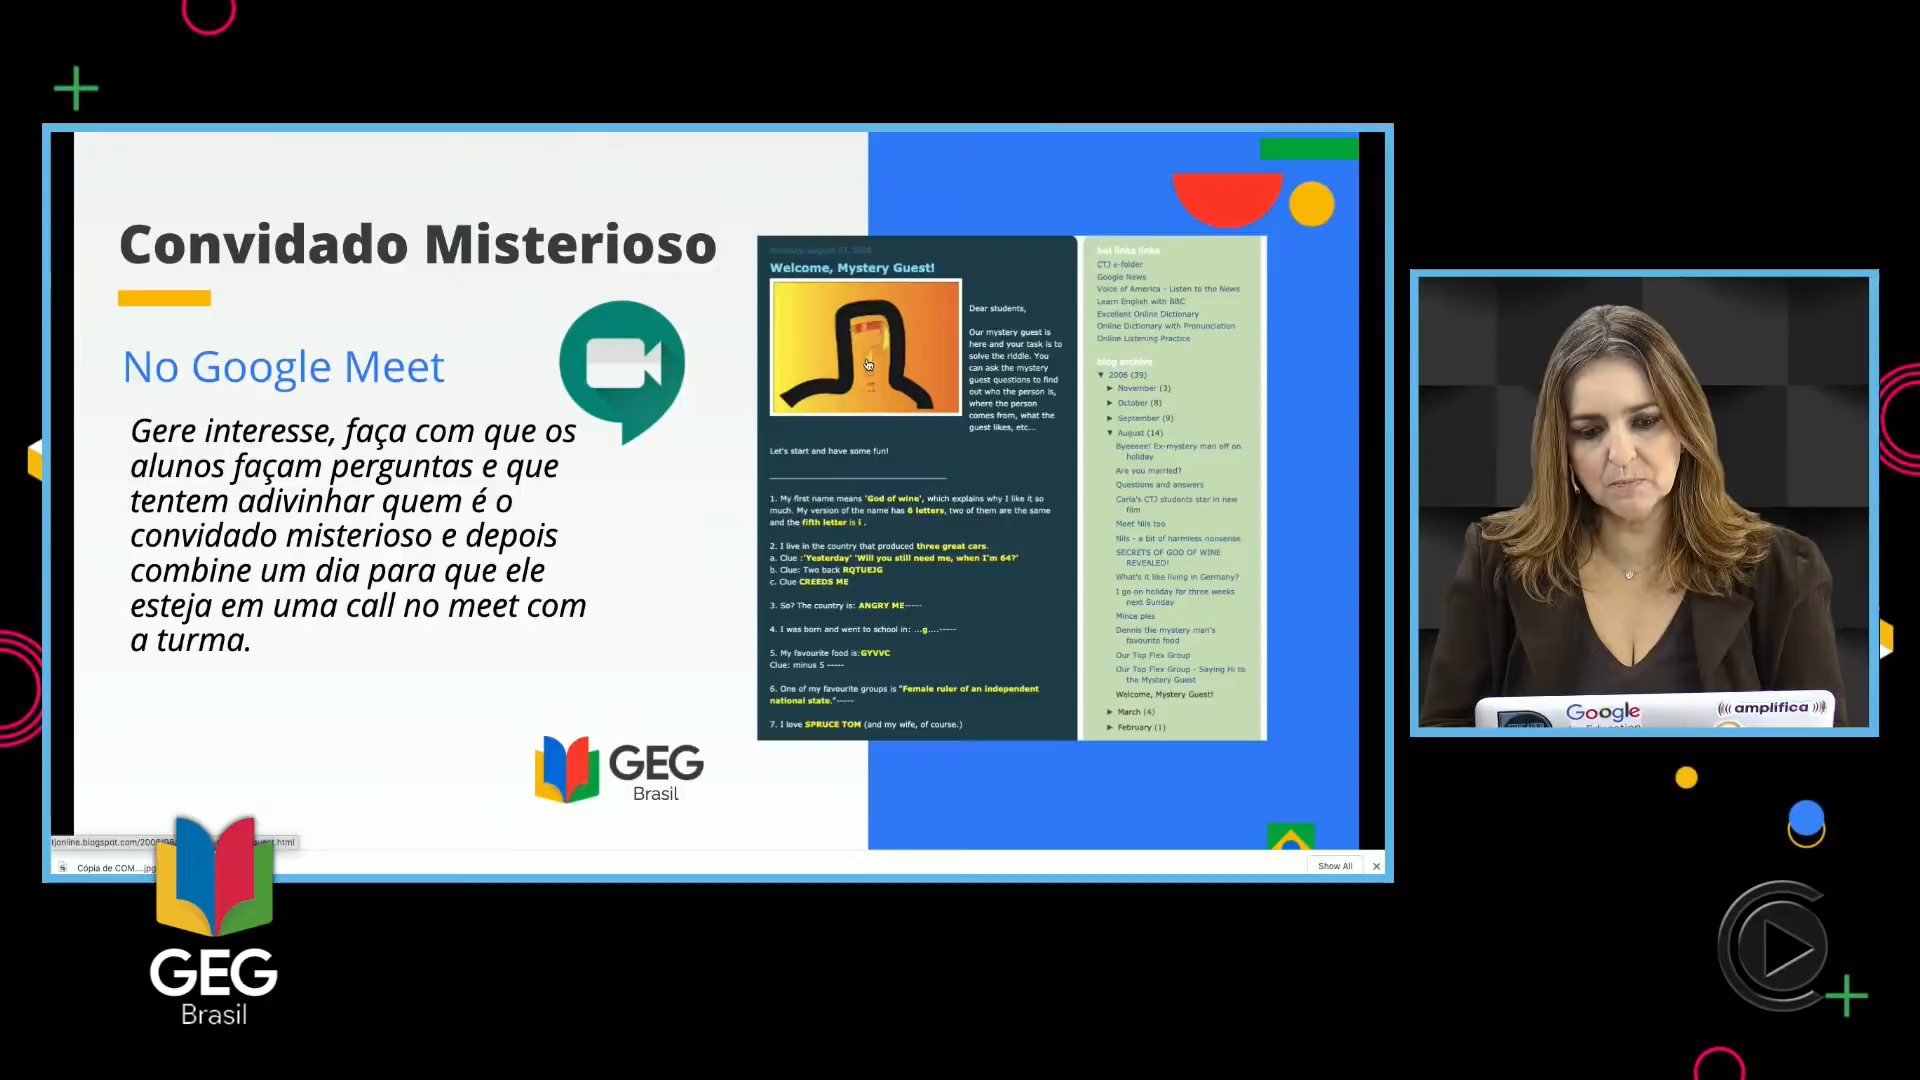 Convidado Misterioso
No Google Meet
Gere interesse, faça com que os
alunos façam perguntas e que
tentem adivinhar quem é o
convidado misterioso e depois
combine um dia para que ele
esteja em uma call no meet com
a turma.
GEG
Brasil
Welcome, Mystery Guest!
Dear students,
Our mystery guest is
here and your task is to
solve the riddle. You
can ask the mystery
guest questions to find
out who the person is,
where the person
comes from, what the
guest likes, etc...
Let's start and have some fun!
1. My first name means 'God of wine', which explains why I like it so
much. My version of the name has 6 letters, two of them are the same
and the fifth letter is i .
2. I live in the country that produced three great cars.
a. Clue :'Yesterday' 'Will you still need me, when I'm 64?'
b. Clue: Two back RQTUEJG
c. Clue CREEDS ME
3. So? The country is: ANGRY ME-----
4. I was born and went to school in: ...g....-----
5. My favourite food is:GYVVC
Clue: minus 5 -----
6. One of my favourite groups is "Female ruler of an independent
national state."-----
7. I love SPRUCE TOM (and my wife, of course.)
hot links links
CTJ e-folder
Google News
Voice of America - Listen to the News
Learn English with BBC
Excellent Online Dictionary
Online Dictionary with Pronunciation
Online Listening Practice
blog archive
▼ 2006 (39)
► November (3)
► October (8)
► September (9)
▼ August (14)
Byeeeee! Ex-mystery man off on
holiday
Are you married?
Questions and answers
Carla's CTJ students star in new
film
Meet Nils too
Nils - a bit of harmless nonsense
SECRETS OF GOD OF WINE
REVEALED!
What's it like living in Germany?
I go on holiday for three weeks
next Sunday
Mince pies
Dennis the mystery man's
favourite food
Our Top Flex Group
Our Top Flex Group - Saying Hi to
the Mystery Guest
Welcome, Mystery Guest!
► March (4)
► February (1)
tjonline.blogspot.com/2006
.html
Cópia de COM....jpg
Show All
Google
amplifica
GEG
Brasil